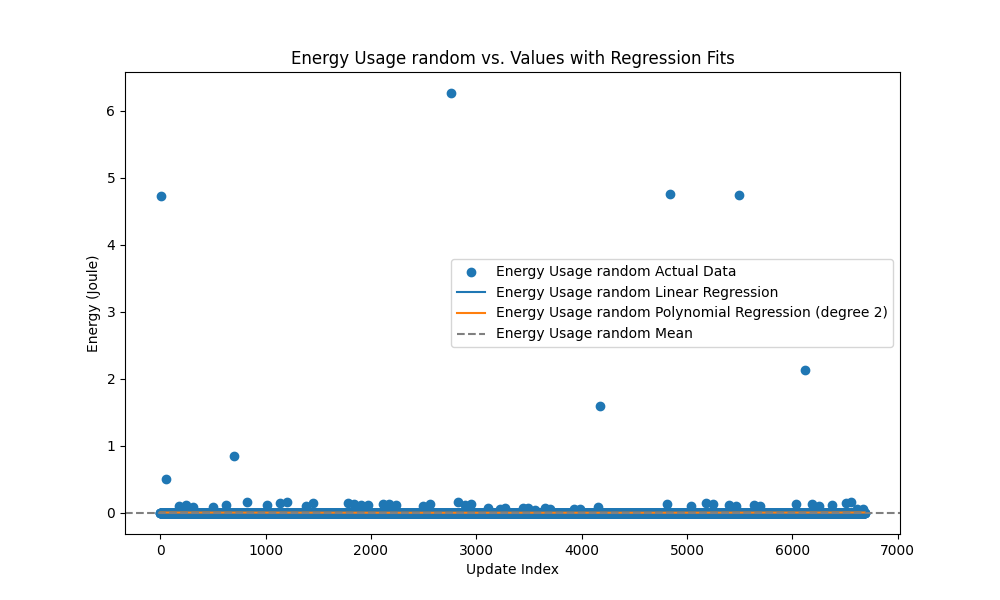 Energy Usage random vs. Values with Regression Fits
Energy (Joule)
6
5
4
3
2
1
0
Energy Usage random Actual Data
Energy Usage random Linear Regression
Energy Usage random Polynomial Regression (degree 2)
Energy Usage random Mean
0 1000 2000 3000 4000 5000 6000 7000
Update Index